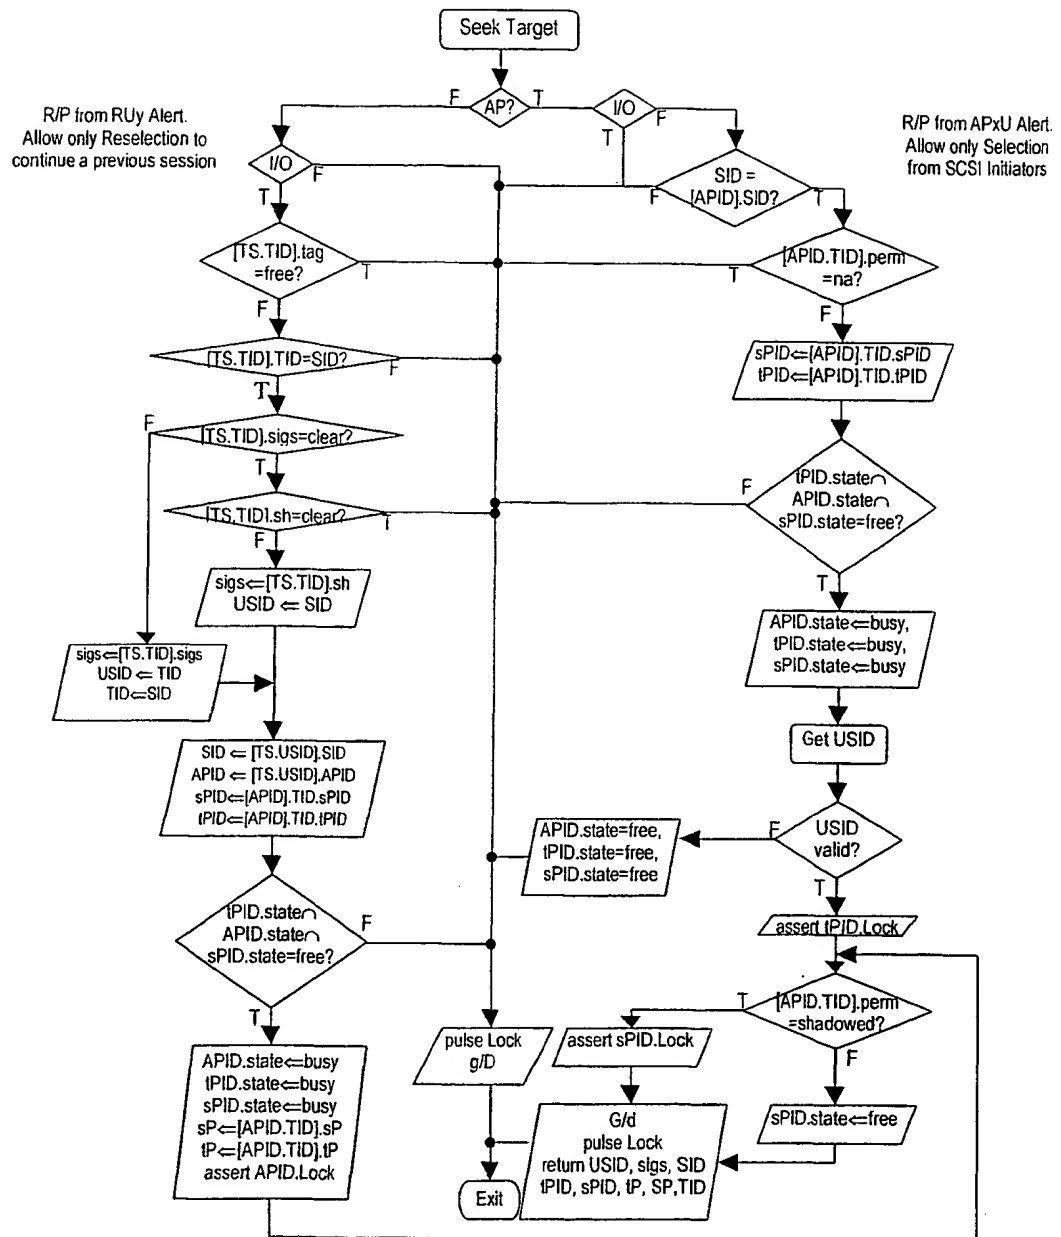 Seek Target
R/P from RUy Alert.
Allow only Reselection to
continue a previous session
F
AP?
T
I/O
F
T
R/P from APxU Alert.
Allow only Selection
from SCSI Initiators
I/O
F
T
SID =
[APID].SID?
F
T
[TS.TID].tag
=free?
T
F
[APID.TID].perm
=na?
T
F
[TS.TID].TID=SID?
F
T
sPID⇐[APID].TID.sPID
tPID⇐[APID].TID.tPID
F
[TS.TID].sigs=clear?
T
[TS,TID].sh=clear?
T
F
F
tPID.state∩
APID.state∩
sPID.state=free?
T
sigs⇐[TS.TID].sh
USID ⇐ SID
APID.state⇐busy,
tPID.state⇐busy,
sPID.state⇐busy
sigs⇐[TS.TID].sigs
USID ⇐ TID
TID⇐SID
Get USID
SID ⇐ [TS.USID].SID
APID ⇐ [TS.USID].APID
sPID⇐[APID].TID.sPID
tPID⇐[APID].TID.tPID
USID
valid?
F
T
APID.state=free,
tPID.state=free,
sPID.state=free
tPID.state∩
APID.state∩
sPID.state=free?
F
T
assert tPID.Lock
[APID.TID].perm
=shadowed?
T
F
pulse Lock
g/D
assert sPID.Lock
APID.state⇐busy
tPID.state⇐busy
sPID.state⇐busy
sP⇐[APID.TID].sP
tP⇐[APID.TID].tP
assert APID.Lock
sPID.state⇐free
G/d
pulse Lock
return USID, sigs, SID
tPID, sPID, tP, SP,TID
Exit